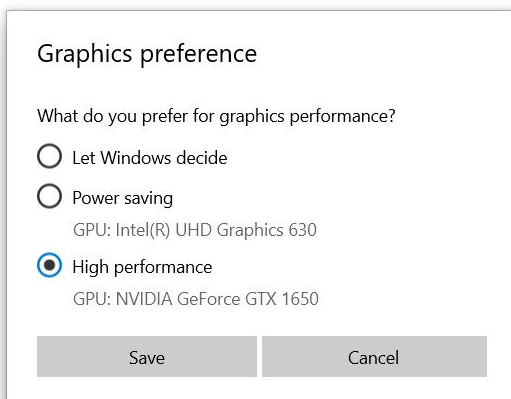 Graphics preference
What do you prefer for graphics performance?
Let Windows decide
Power saving
GPU: Intel(R) UHD Graphics 630
High performance
GPU: NVIDIA GeForce GTX 1650
Save
Cancel